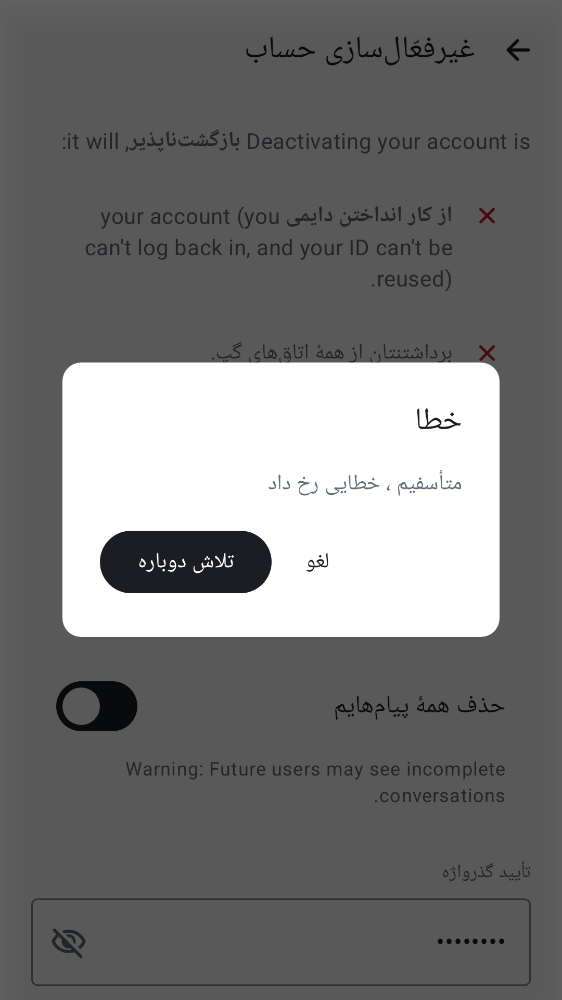 غیرفعّال‌سازی حساب
Deactivating your account is بازگشت‌ناپذیر, it will:
از کار انداختن دایمی your account (you
can't log back in, and your ID can't be
reused).
برداشتنتان از همهٔ اتاق‌های گپ.
خطا
متأسفیم ، خطایی رخ داد
لغو
تلاش دوباره
حذف همهٔ پیام‌هایم
Warning: Future users may see incomplete
conversations.
تأیید گذرواژه
••••••••